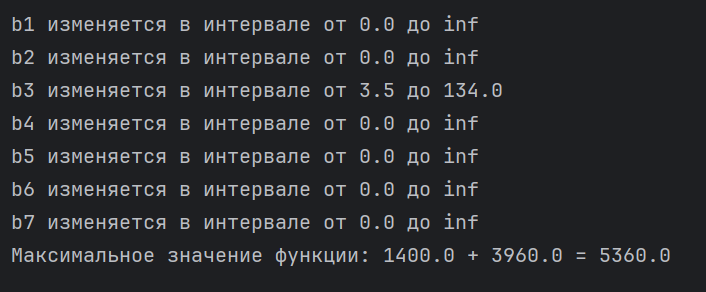 b1 изменяется в интервале от 0.0 до inf
b2 изменяется в интервале от 0.0 до inf
b3 изменяется в интервале от 3.5 до 134.0
b4 изменяется в интервале от 0.0 до inf
b5 изменяется в интервале от 0.0 до inf
b6 изменяется в интервале от 0.0 до inf
b7 изменяется в интервале от 0.0 до inf
Максимальное значение функции: 1400.0 + 3960.0 = 5360.0